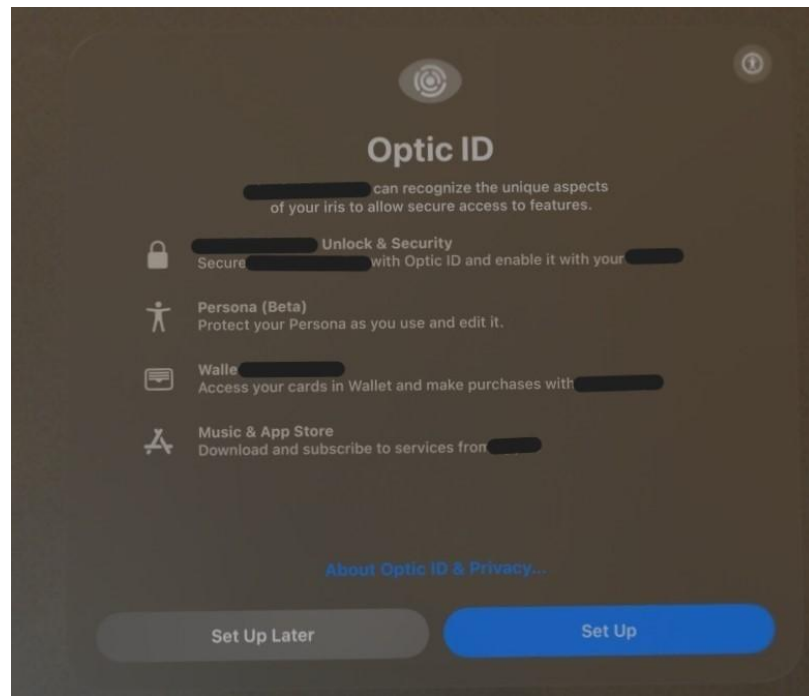 Optic ID
can recognize the unique aspects
of your iris to allow secure access to features.
Unlock & Security
Secure with Optic ID and enable it with your
Persona (Beta)
Protect your Persona as you use and edit it.
Walle
Access your cards in Wallet and make purchases with
Music & App Store
Download and subscribe to services from
About Optic ID & Privacy...
Set Up Later
Set Up